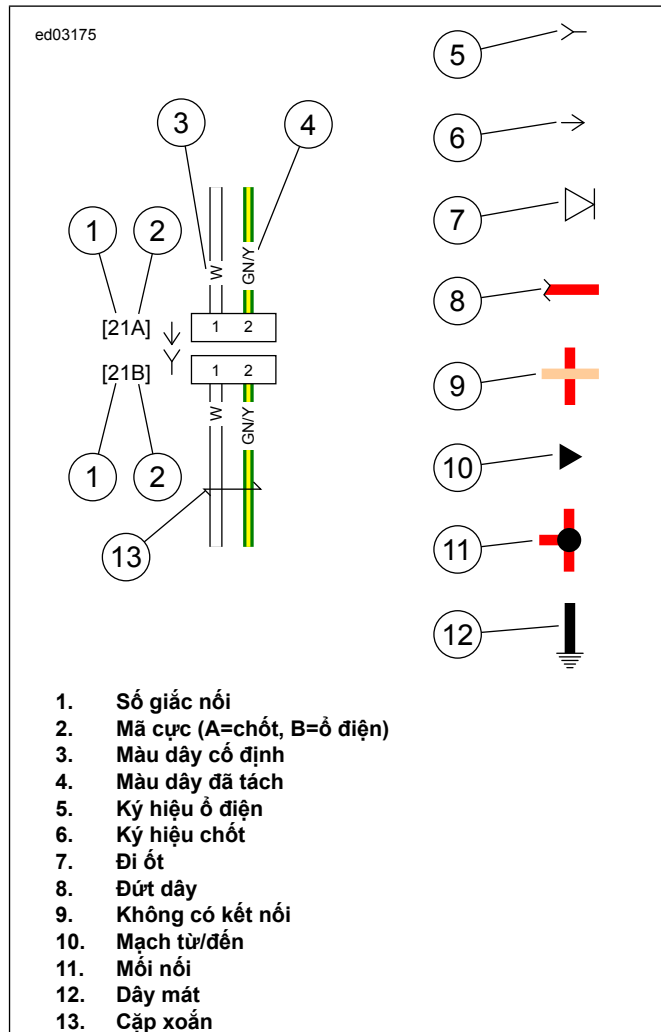 ed03175
3
4
1
2
W
GN/Y
[21A]
1
2
[21B]
1
2
W
GN/Y
1
2
13
5
6
7
8
9
10
11
12
1. Số giắc nối
2. Mã cực (A=chốt, B=ổ điện)
3. Màu dây cố định
4. Màu dây đã tách
5. Ký hiệu ổ điện
6. Ký hiệu chốt
7. Đi ốt
8. Đứt dây
9. Không có kết nối
10. Mạch từ/đến
11. Mối nối
12. Dây mát
13. Cặp xoắn